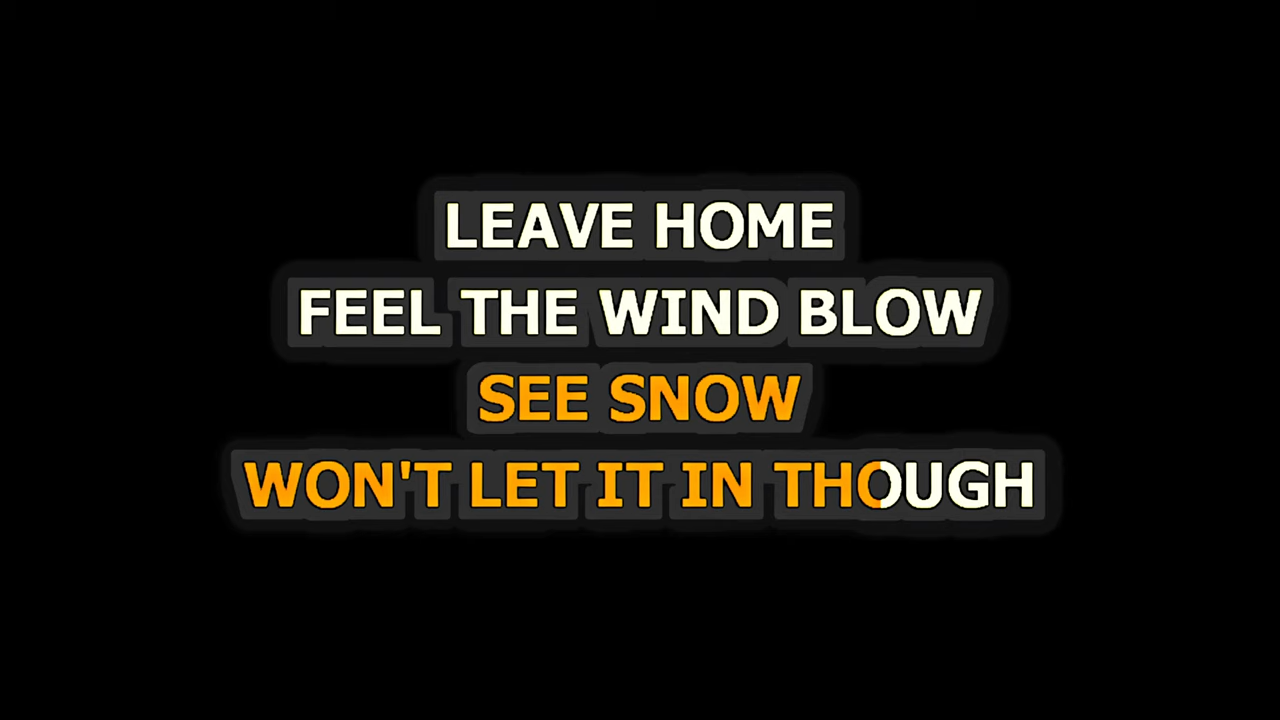 LEAVE HOME
FEEL THE WIND BLOW
SEE SNOW
WON'T LET IT IN THOUGH